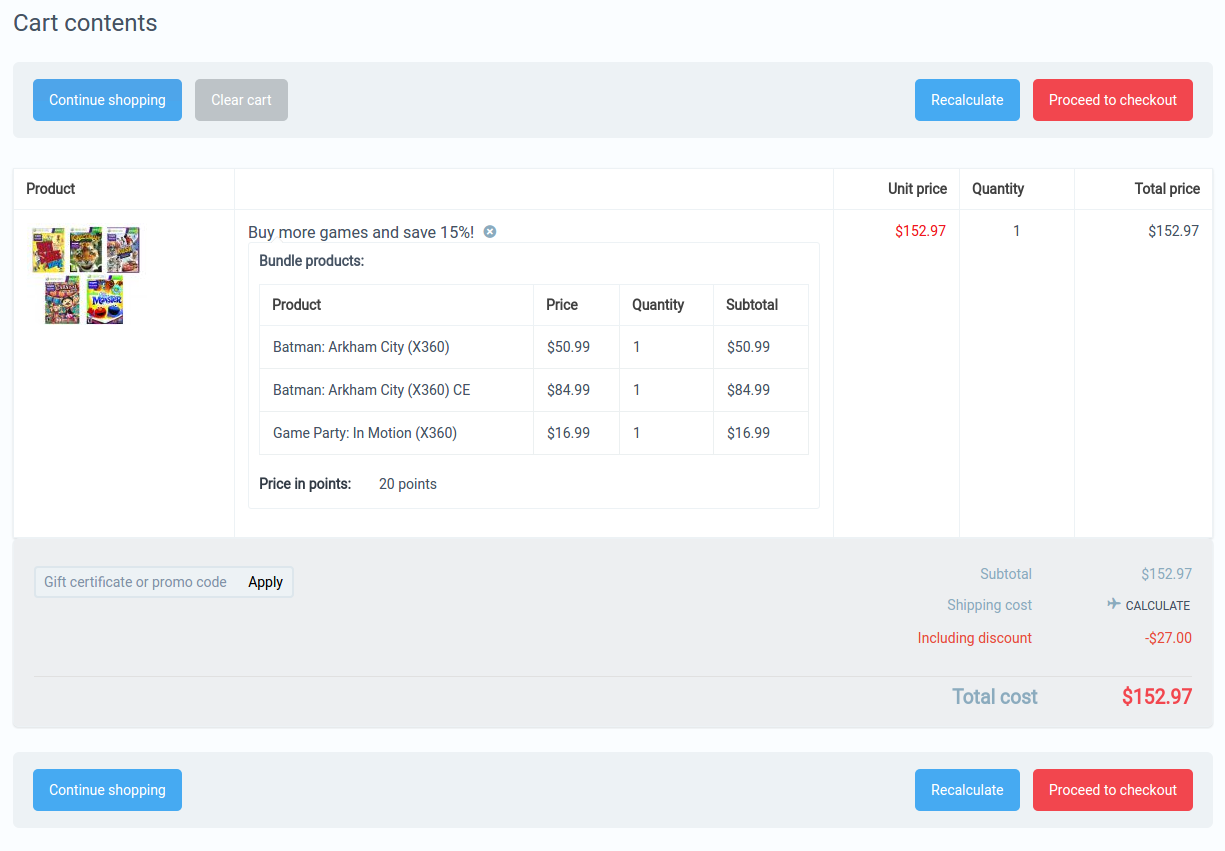 Cart contents
Continue shopping Clear cart Recalculate Proceed to checkout
Product Unit price Quantity Total price
Buy more games and save 15%! $152.97 1 $152.97
Bundle products:
Product Price Quantity Subtotal
Batman: Arkham City (X360) $50.99 1 $50.99
Batman: Arkham City (X360) CE $84.99 1 $84.99
Game Party: In Motion (X360) $16.99 1 $16.99
Price in points: 20 points
Gift certificate or promo code Apply
Subtotal $152.97
Shipping cost CALCULATE
Including discount -$27.00
Total cost $152.97
Continue shopping Recalculate Proceed to checkout